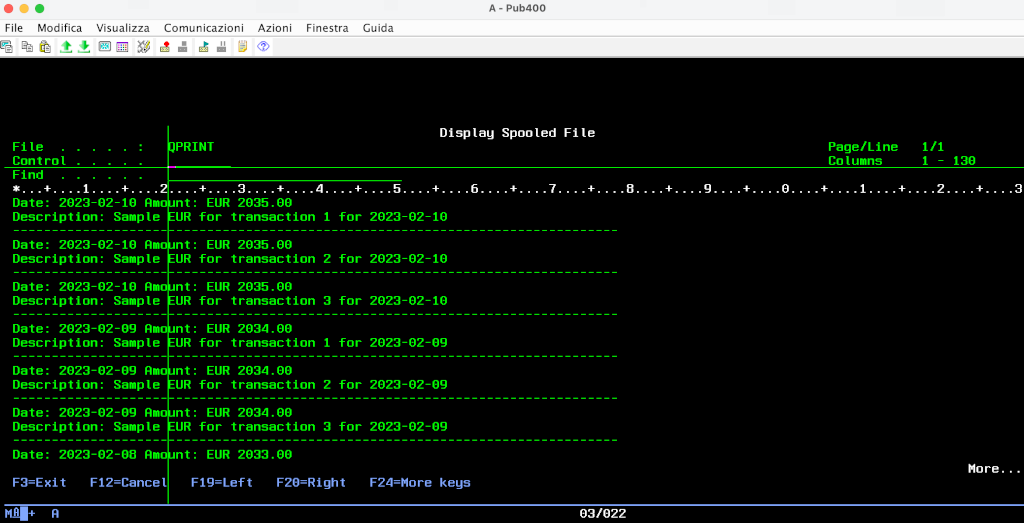 A - Pub400
File Modifica Visualizza Comunicazioni Azioni Finestra Guida
Display Spooled File
File . . . . . : QPRINT Page/Line 1/1
Control . . . . . Columns 1 - 130
Find . . . . . .
*...+....1....+....2....+....3....+....4....+....5....+....6....+....7....+....8....+....9....+....0....+....1....+....2....+....3
Date: 2023-02-10 Amount: EUR 2035.00
Description: Sample EUR for transaction 1 for 2023-02-10
------------------------------------------------------------------------------
Date: 2023-02-10 Amount: EUR 2035.00
Description: Sample EUR for transaction 2 for 2023-02-10
------------------------------------------------------------------------------
Date: 2023-02-10 Amount: EUR 2035.00
Description: Sample EUR for transaction 3 for 2023-02-10
------------------------------------------------------------------------------
Date: 2023-02-09 Amount: EUR 2034.00
Description: Sample EUR for transaction 1 for 2023-02-09
------------------------------------------------------------------------------
Date: 2023-02-09 Amount: EUR 2034.00
Description: Sample EUR for transaction 2 for 2023-02-09
------------------------------------------------------------------------------
Date: 2023-02-09 Amount: EUR 2034.00
Description: Sample EUR for transaction 3 for 2023-02-09
------------------------------------------------------------------------------
Date: 2023-02-08 Amount: EUR 2033.00
More...
F3=Exit F12=Cancel F19=Left F20=Right F24=More keys
A 03/022